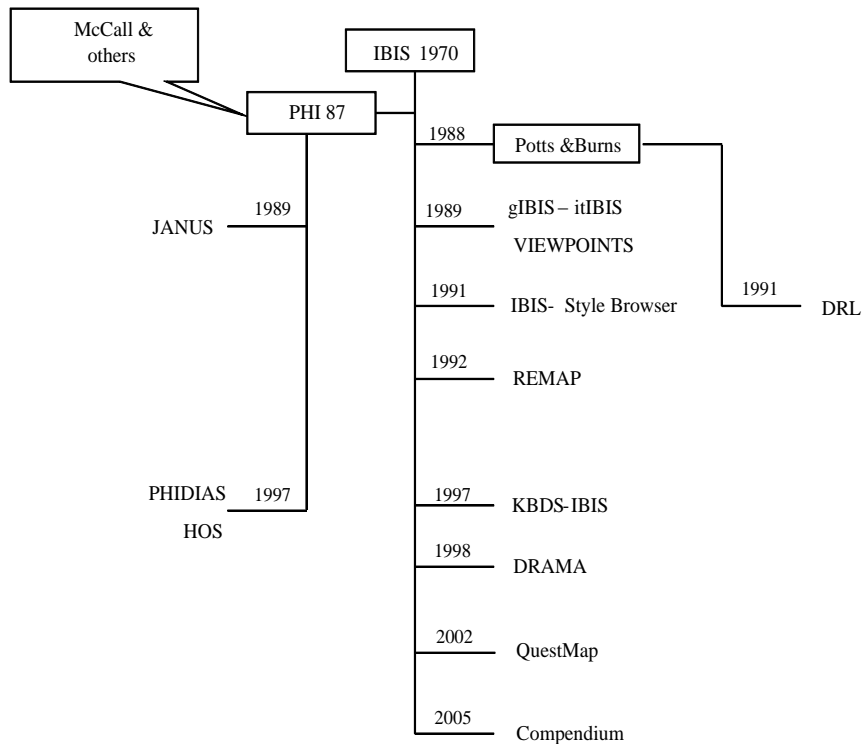 McCall &
others
IBIS 1970
PHI 87
1988
Potts &Burns
1989
JANUS
1989
gIBIS – itIBIS
VIEWPOINTS
1991
IBIS- Style Browser
1991
DRL
1992
REMAP
PHIDIAS
1997
HOS
1997
KBDS-IBIS
1998
DRAMA
2002
QuestMap
2005
Compendium